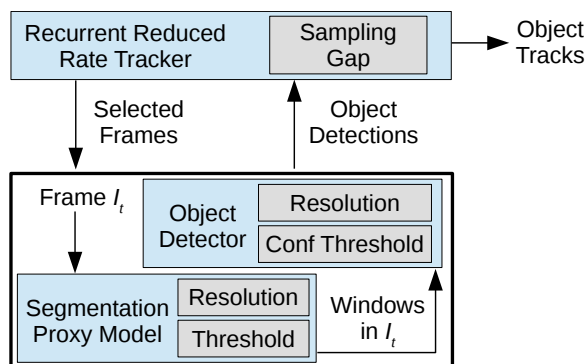 Recurrent Reduced
Rate Tracker
Sampling
Gap
Object
Tracks
Selected
Frames
Object
Detections
Frame I_t
Object
Detector
Resolution
Conf Threshold
Segmentation
Proxy Model
Resolution
Threshold
Windows
in I_t